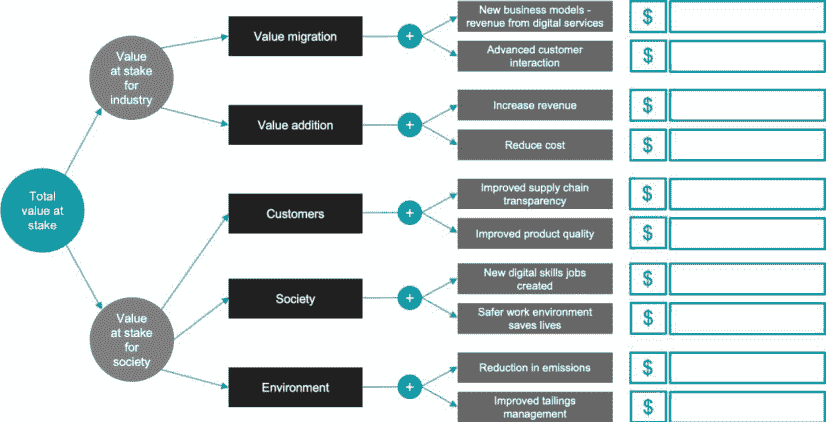 Total
value at
stake
Value
at stake
for
industry
Value
at stake
for
society
Value migration
+
New business models -
revenue from digital services
$
Advanced customer
interaction
$
Value addition
+
Increase revenue
$
Reduce cost
$
Customers
+
Improved supply chain
transparency
$
Improved product quality
$
Society
+
New digital skills jobs
created
$
Safer work environment
saves lives
$
Environment
+
Reduction in emissions
$
Improved tailings
management
$